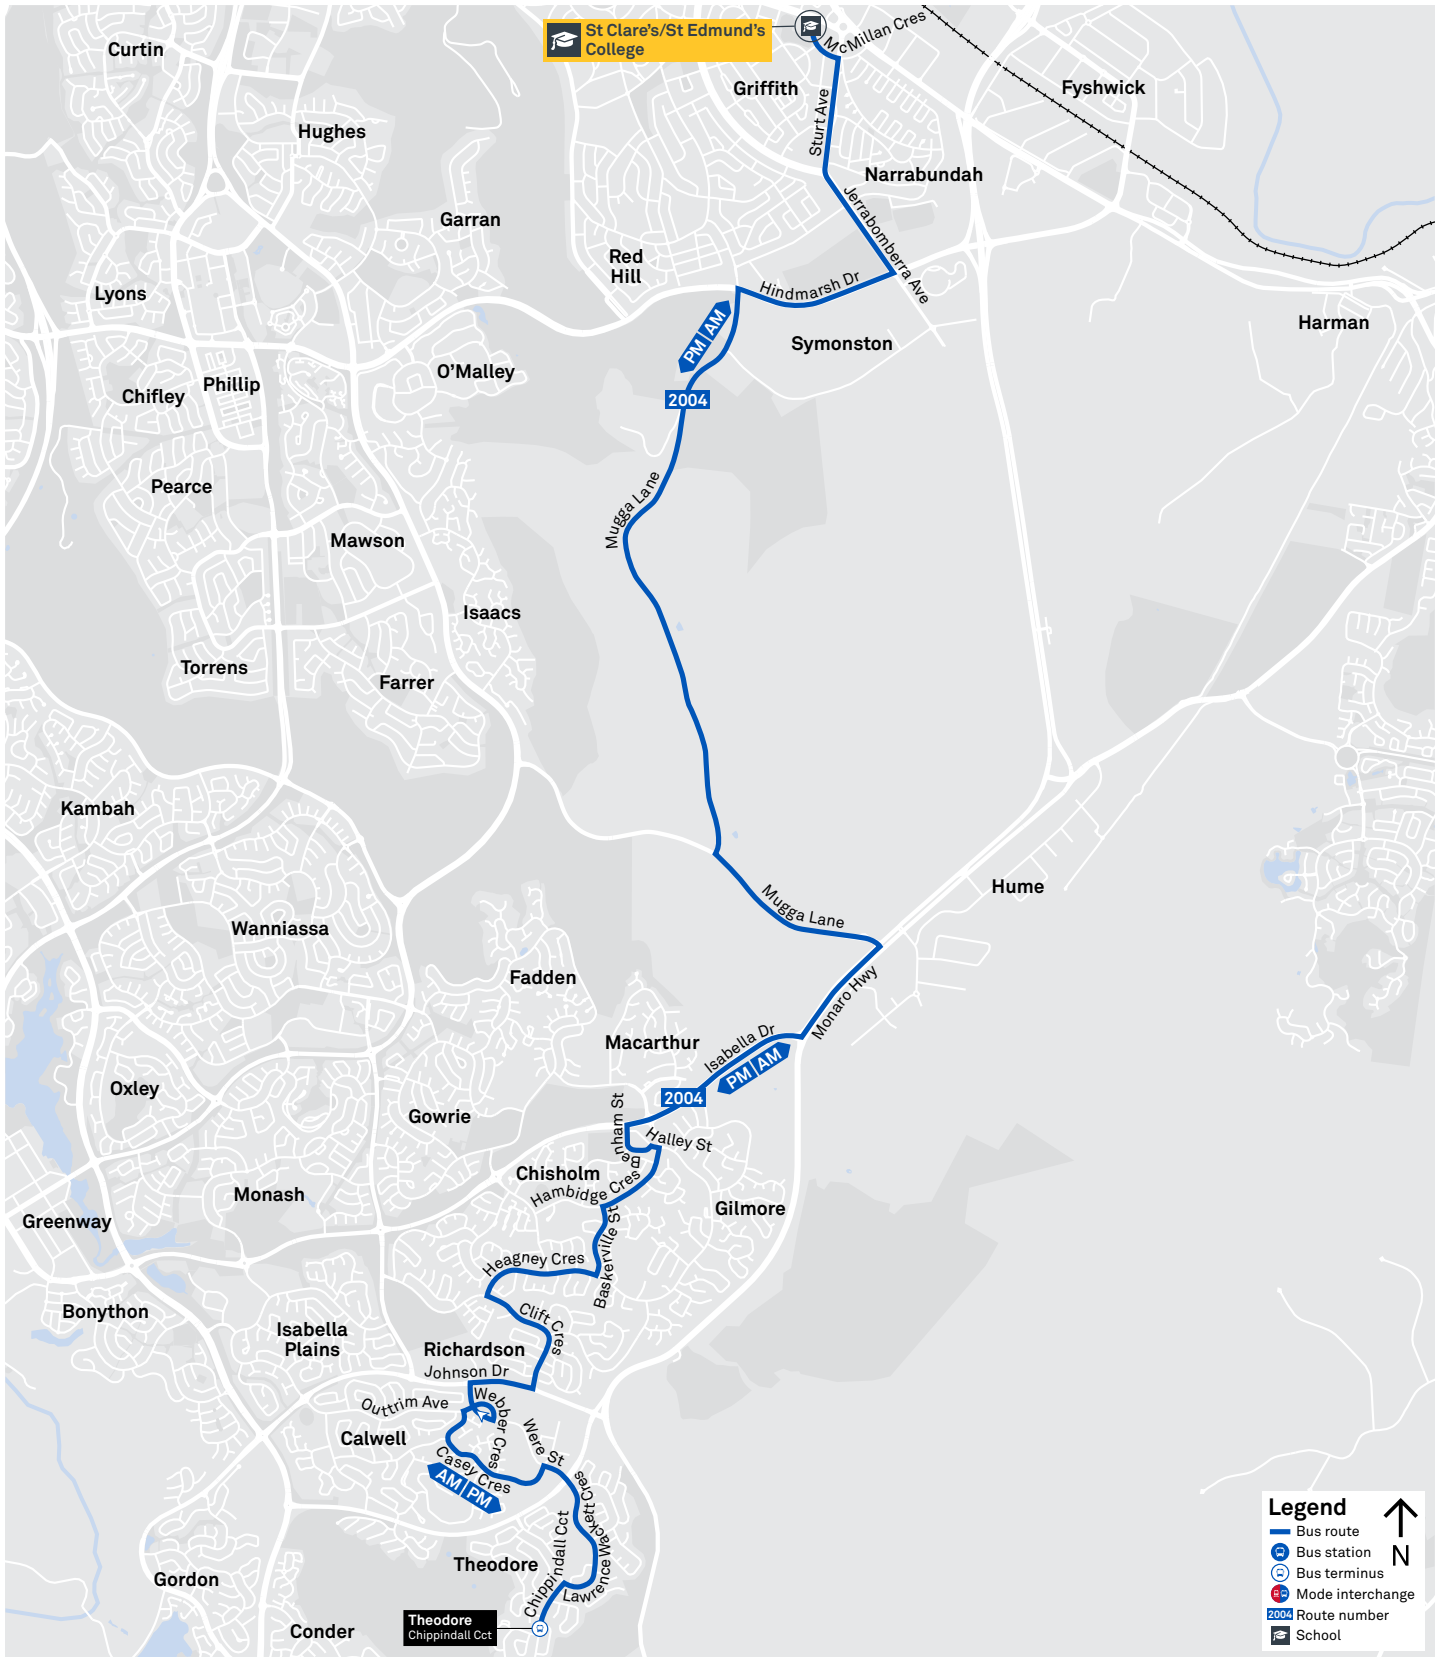 St Clare's/St Edmund's
College
McMillan Cres
Curtin
Griffith
Fyshwick
Hughes
Sturt Ave
Narrabundah
Garran
Jerrabomberra Ave
Red
Hill
Hindmarsh Dr
Lyons
Harman
PM | AM
Symonston
O'Malley
Phillip
Chifley
2004
Pearce
Mugga Lane
Mawson
Isaacs
Torrens
Farrer
Kambah
Hume
Mugga Lane
Wanniassa
Fadden
Monaro Hwy
Macarthur
Isabella Dr
PM | AM
Oxley
2004
Gowrie
Benham St
Halley St
Chisholm
Hambidge Cres
Monash
Gilmore
Greenway
Baskerville St
Heagney Cres
Bonython
Clift Cres
Isabella
Plains
Richardson
Johnson Dr
Outtrim Ave
Webber Cres
Calwell
Were St
Casey Cres
AM | PM
Lawrence Wackett Cres
Chippindall Cct
Theodore
Gordon
Theodore
Chippindall Cct
Conder
Legend
Bus route
Bus station
Bus terminus
Mode interchange
2004 Route number
School
N